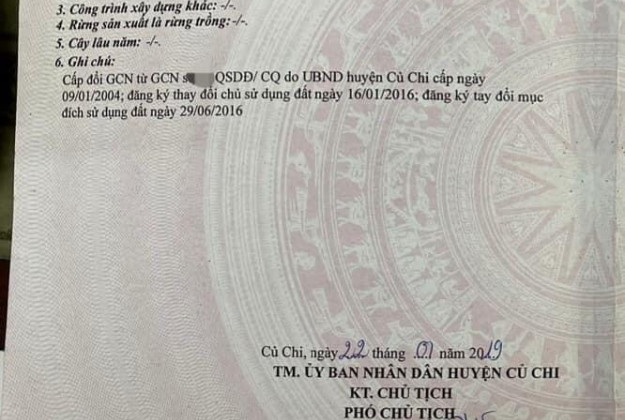 3. Công trình xây dựng khác: -/-.
4. Rừng sản xuất là rừng trồng:-/-.
5. Cây lâu năm: -/-.
6. Ghi chú:
Cấp đổi GCN từ GCN s QSDĐ/ CQ do UBND huyện Củ Chi cấp ngày
09/01/2004; đăng ký thay đổi chủ sử dụng đất ngày 16/01/2016; đăng ký tay đổi mục
đích sử dụng đất ngày 29/06/2016
Củ Chi, ngày 22 tháng .01 năm 2019
TM. ỦY BAN NHÂN DÂN HUYỆN CỦ CHI
KT. CHỦ TỊCH
PHÓ CHỦ TỊCH